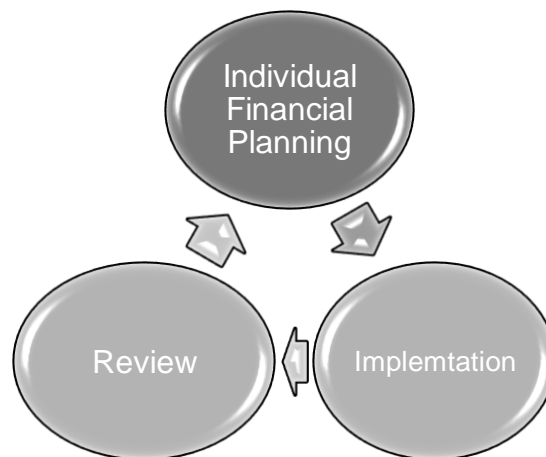 Individual
Financial
Planning
Review
Implemtation